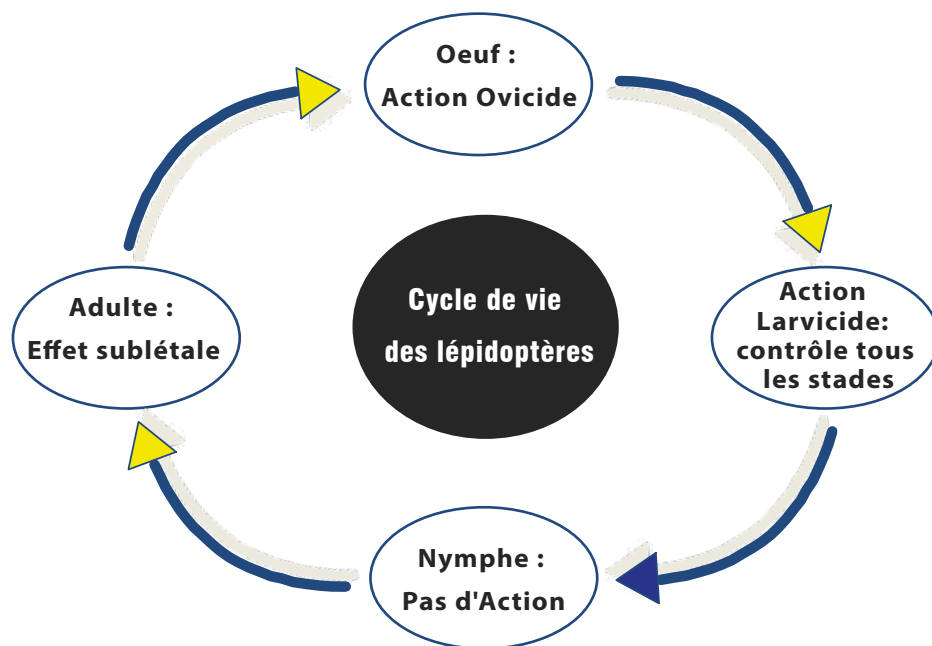 Oeuf :
Action Ovicide
Action
Larvicide:
contrôle tous
les stades
Nymphe :
Pas d'Action
Adulte :
Effet sublétale
Cycle de vie
des lépidoptères